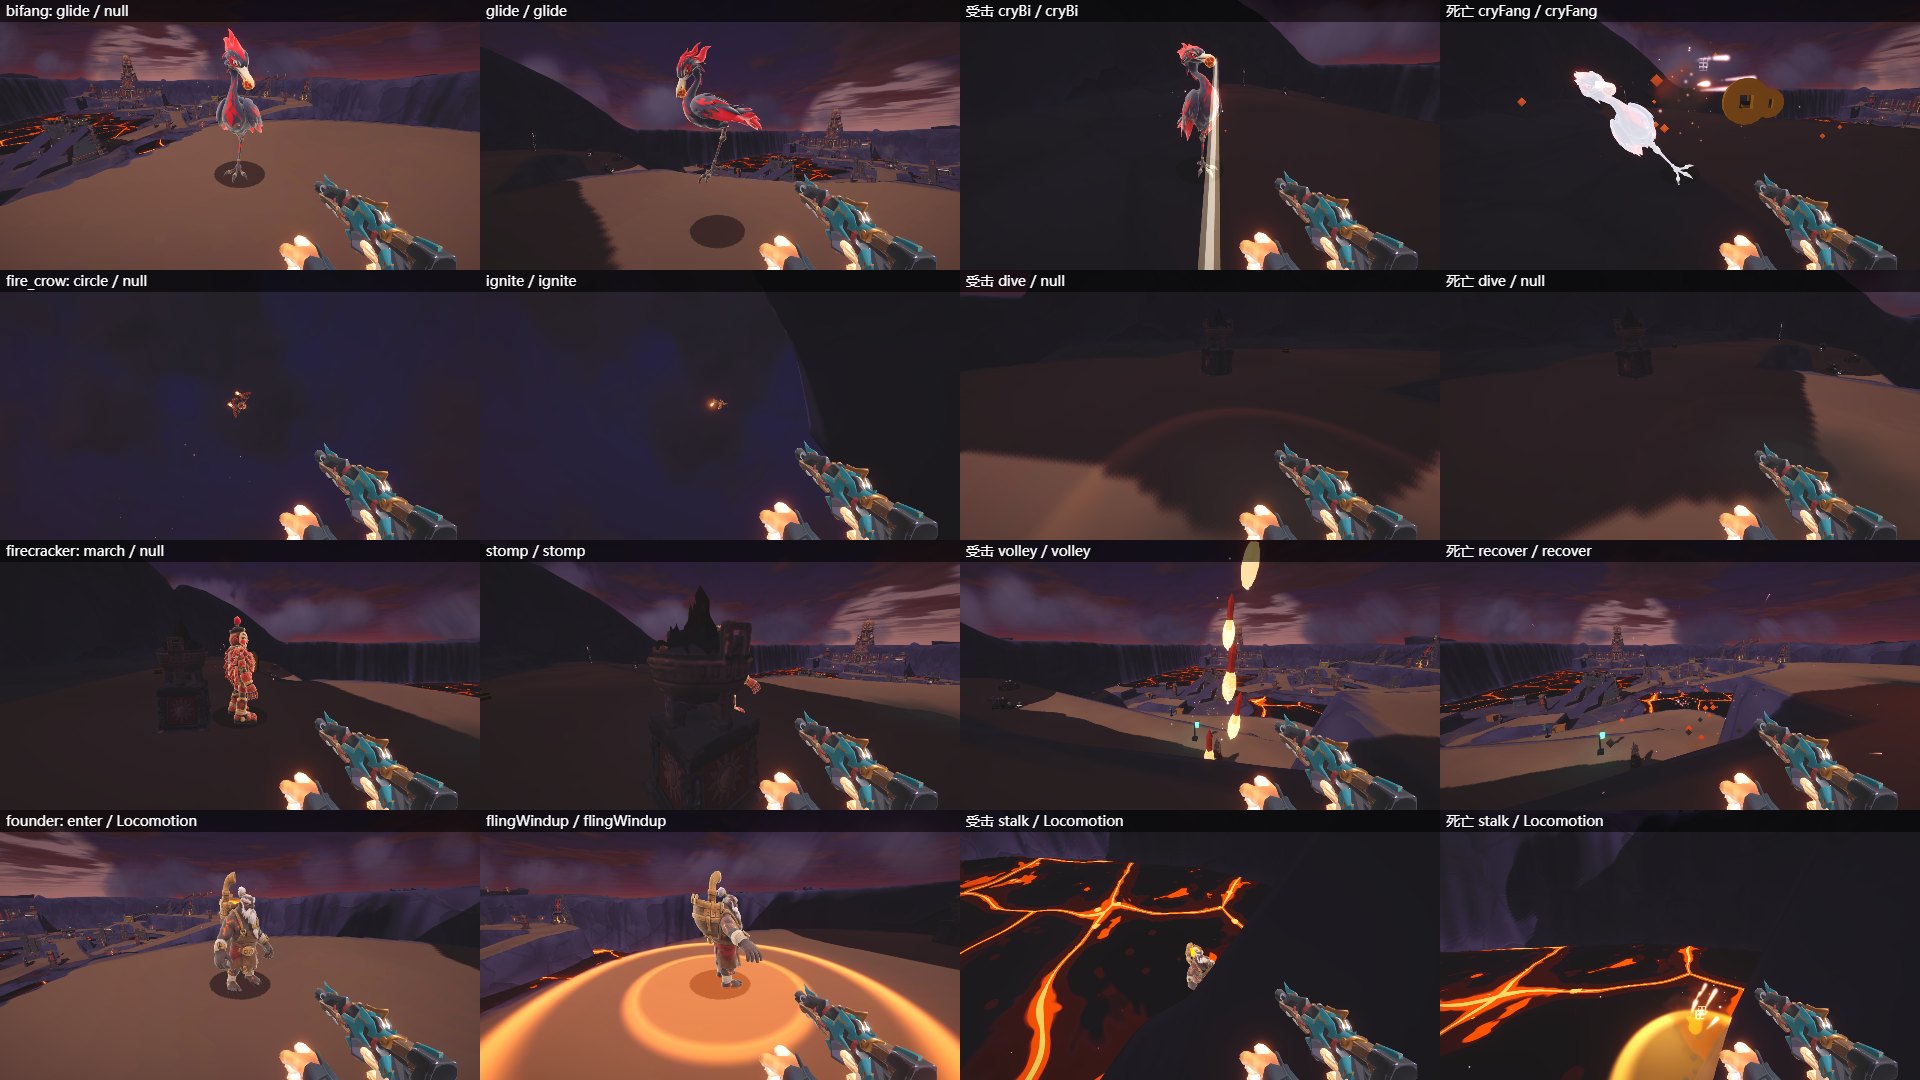 bifang: glide / null
glide / glide
受击 cryBi / cryBi
死亡 cryFang / cryFang
fire_crow: circle / null
ignite / ignite
受击 dive / null
死亡 dive / null
firecracker: march / null
stomp / stomp
受击 volley / volley
死亡 recover / recover
founder: enter / Locomotion
flingWindup / flingWindup
受击 stalk / Locomotion
死亡 stalk / Locomotion